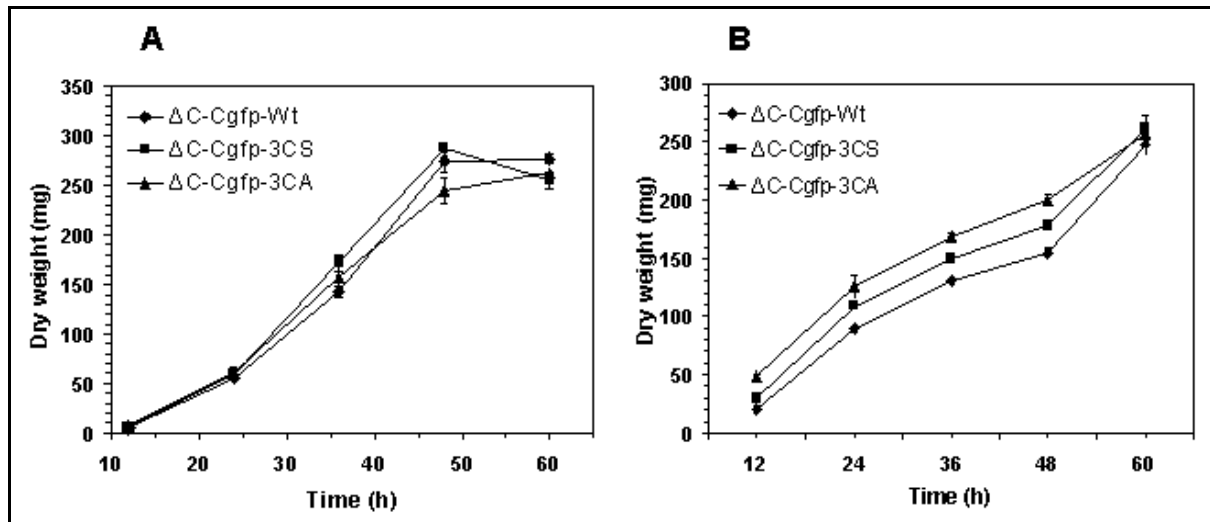 A
Dry weight (mg)
350
300
250
200
150
100
50
0
ΔC-Cgfp-Wt
ΔC-Cgfp-3CS
ΔC-Cgfp-3CA
10 20 30 40 50 60
Time (h)
B
Dry weight (mg)
300
250
200
150
100
50
0
ΔC-Cgfp-Wt
ΔC-Cgfp-3CS
ΔC-Cgfp-3CA
12 24 36 48 60
Time (h)